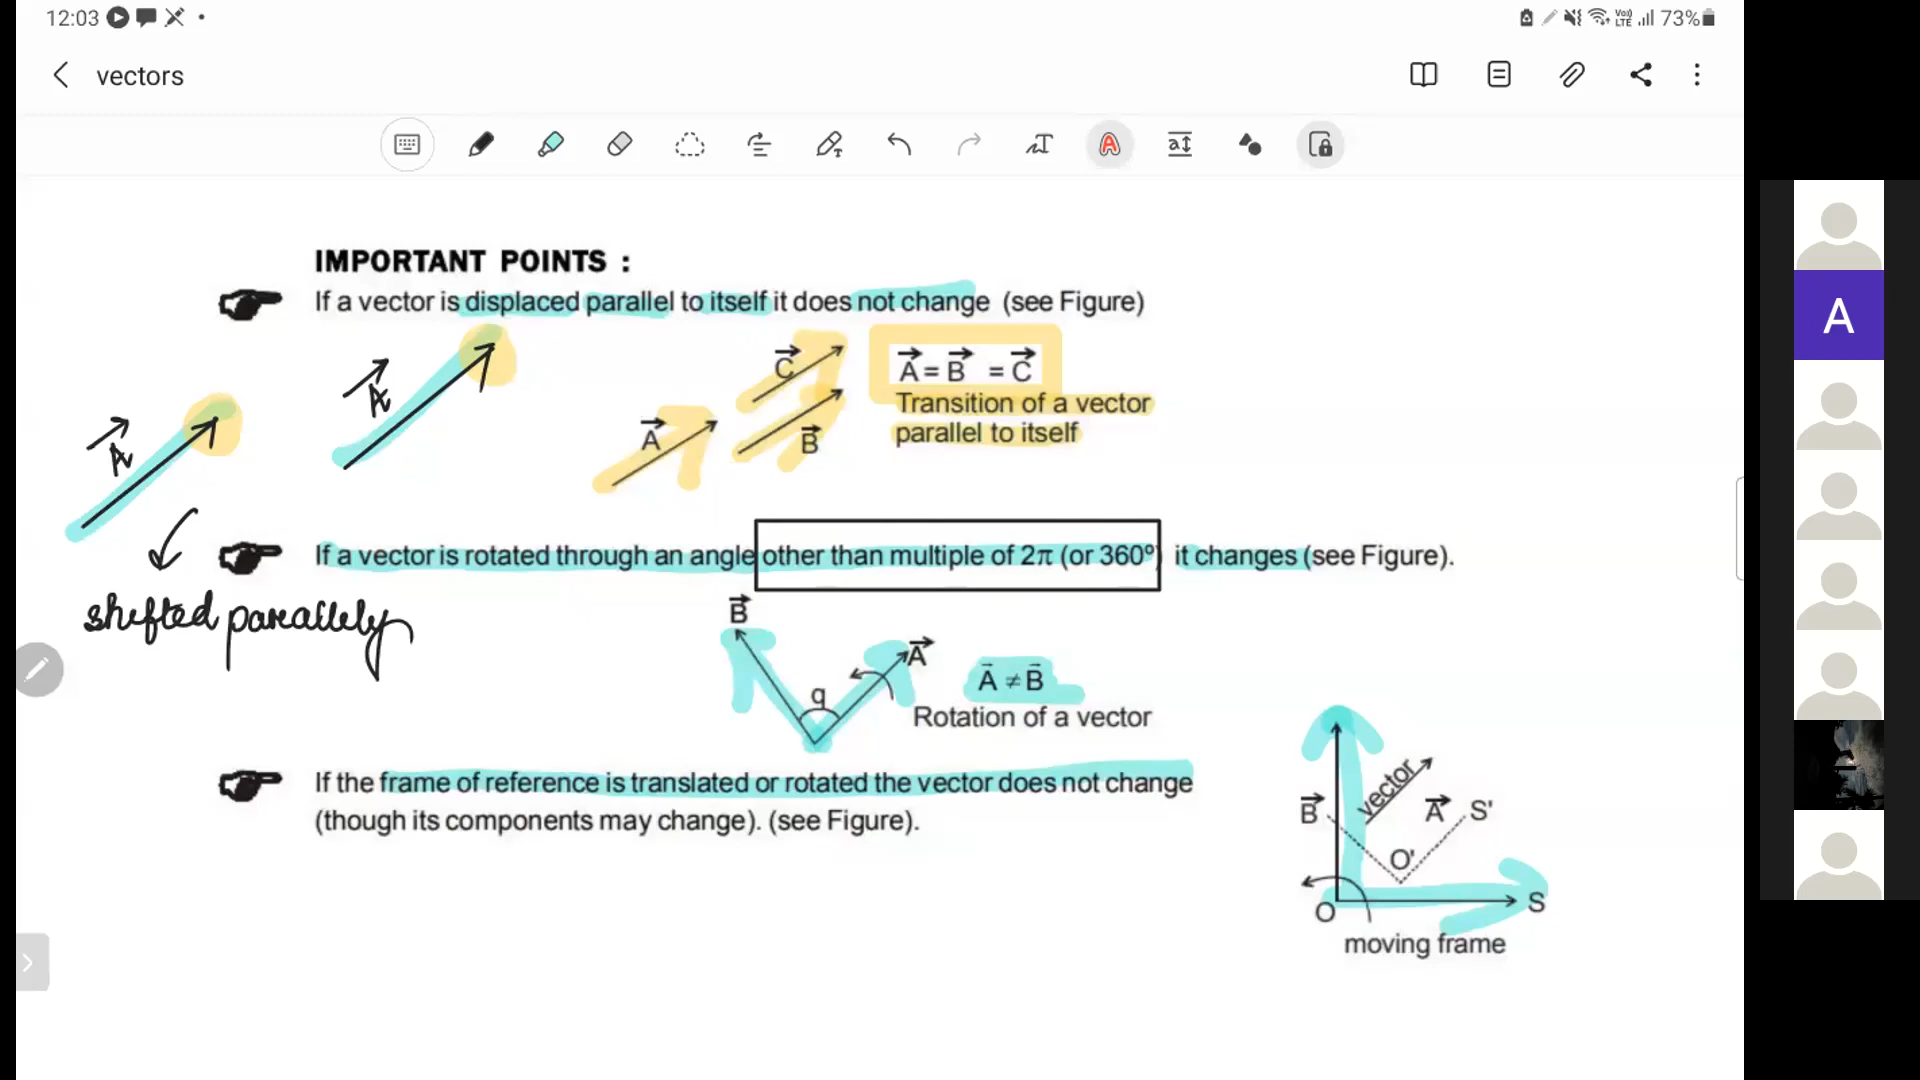 12:03
Vo))
LTE
73%
vectors
T
A
a
IMPORTANT POINTS :
If a vector is displaced parallel to itself it does not change (see Figure)
A
A
A
C
B
A = B = C
Transition of a vector
parallel to itself
If a vector is rotated through an angle other than multiple of 2π (or 360º) it changes (see Figure).
shifted parallely
B
A
q
A ≠ B
Rotation of a vector
If the frame of reference is translated or rotated the vector does not change
(though its components may change). (see Figure).
vector
B
A
S'
O'
O
S
moving frame
A